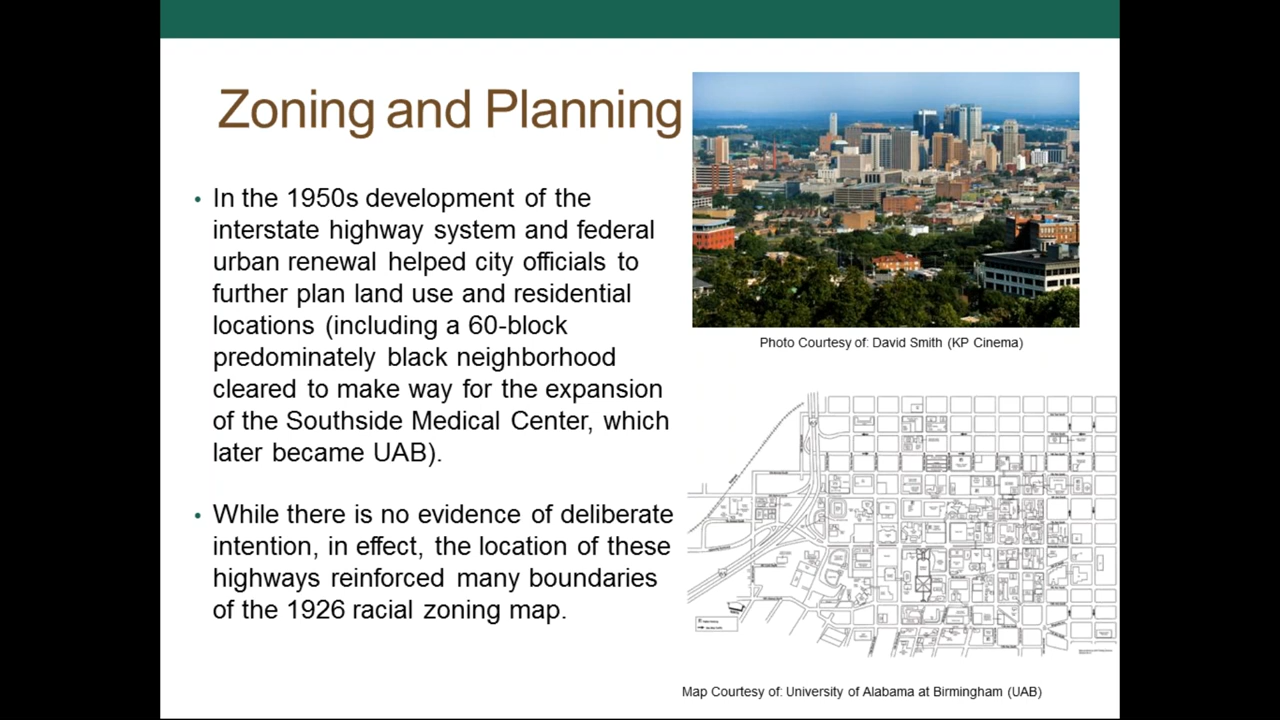 Zoning and Planning
• In the 1950s development of the
interstate highway system and federal
urban renewal helped city officials to
further plan land use and residential
locations (including a 60-block
predominately black neighborhood
cleared to make way for the expansion
of the Southside Medical Center, which
later became UAB).
• While there is no evidence of deliberate
intention, in effect, the location of these
highways reinforced many boundaries
of the 1926 racial zoning map.
Photo Courtesy of: David Smith (KP Cinema)
Map Courtesy of: University of Alabama at Birmingham (UAB)